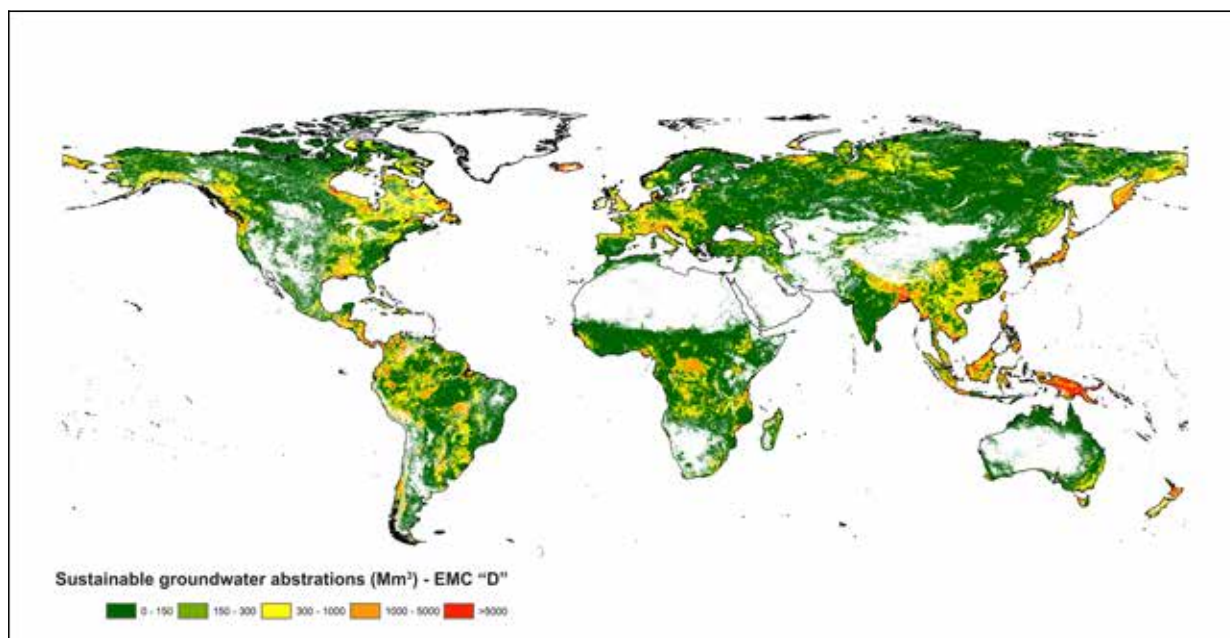 Sustainable groundwater abstrations (Mm³) - EMC “D”
0 - 150 150 - 300 300 - 1000 1000 - 5000 >5000